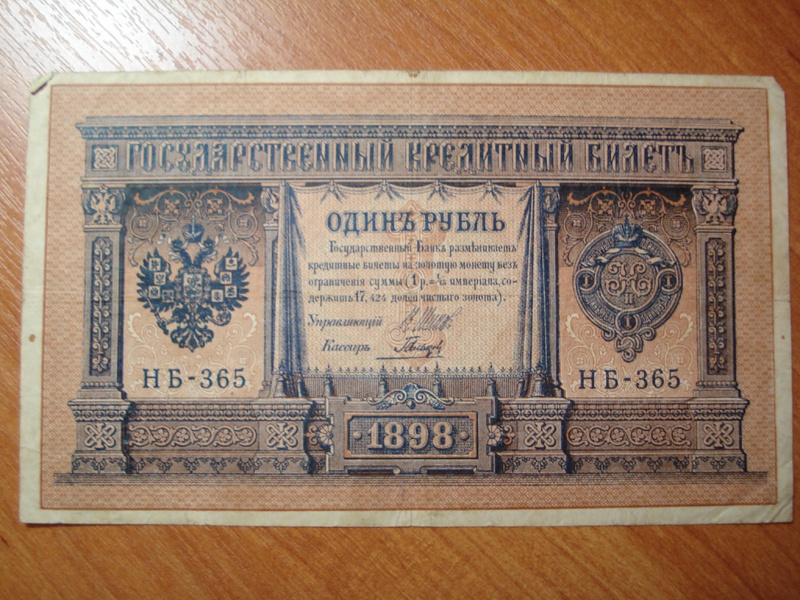 ГОСУДАРСТВЕННЫЙ КРЕДИТНЫЙ БИЛЕТЪ
ОДИНЪ РУБЛЬ
Государственный Банкъ размѣниваетъ
кредитные билеты на золотую монету безъ
ограниченія суммы (1 р. = 1/15 имперіала, со-
держитъ 17,424 долей чистаго золота).
Управляющій
Кассиръ
НБ-365
НБ-365
1898